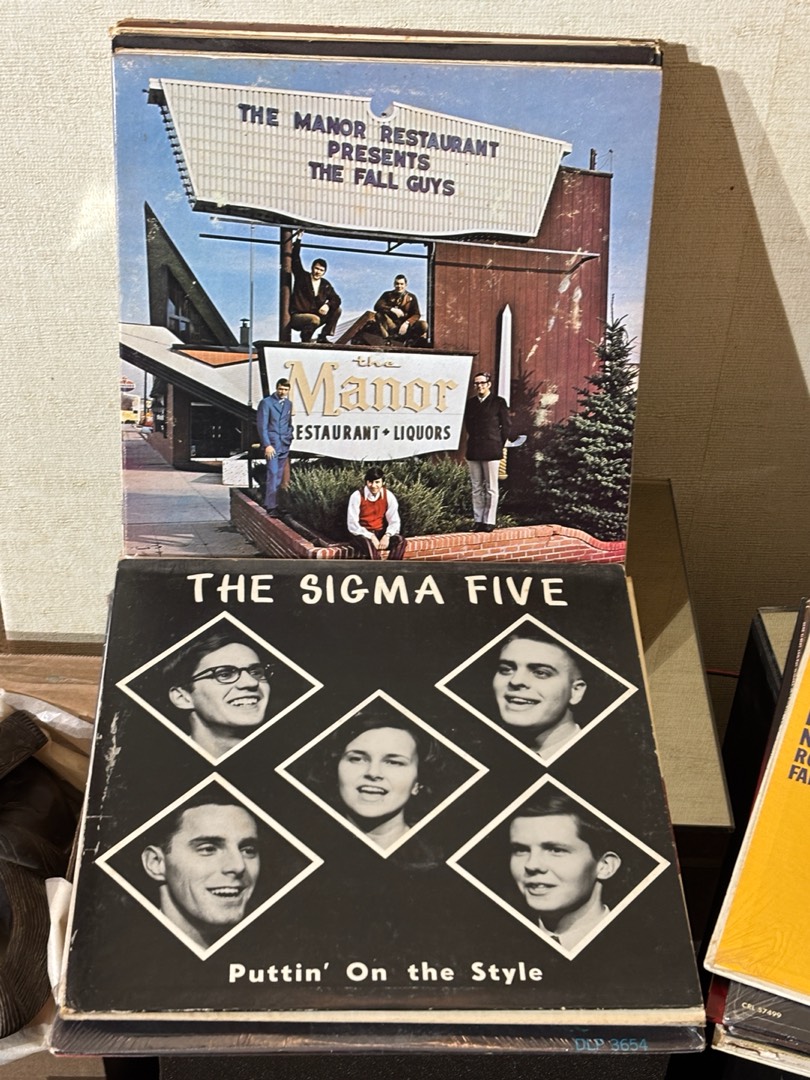 THE MANOR RESTAURANT
PRESENTS
THE FALL GUYS
the
Manor
ESTAURANT + LIQUORS
THE SIGMA FIVE
Puttin' On the Style
DLP 3654
CRL 57499